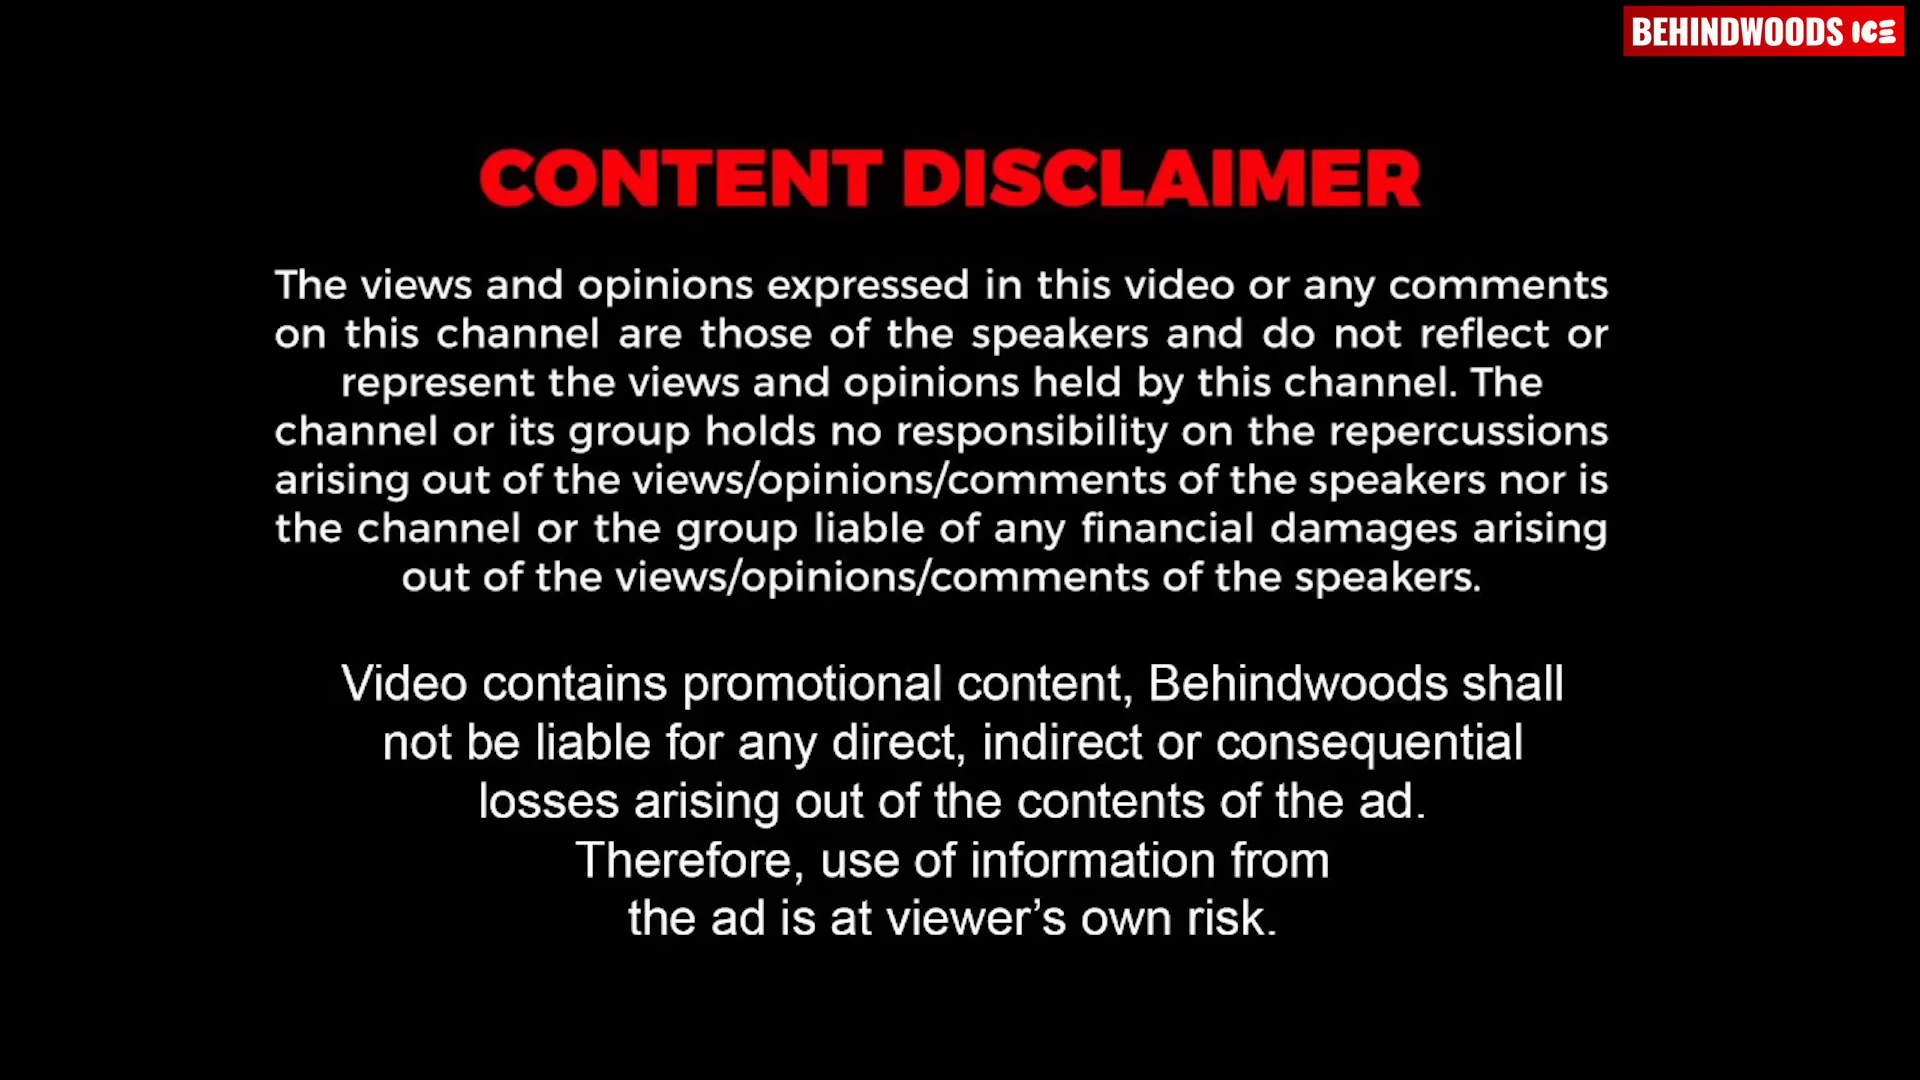 BEHINDWOODS ICE
CONTENT DISCLAIMER
The views and opinions expressed in this video or any comments
on this channel are those of the speakers and do not reflect or
represent the views and opinions held by this channel. The
channel or its group holds no responsibility on the repercussions
arising out of the views/opinions/comments of the speakers nor is
the channel or the group liable of any financial damages arising
out of the views/opinions/comments of the speakers.
Video contains promotional content, Behindwoods shall
not be liable for any direct, indirect or consequential
losses arising out of the contents of the ad.
Therefore, use of information from
the ad is at viewer’s own risk.